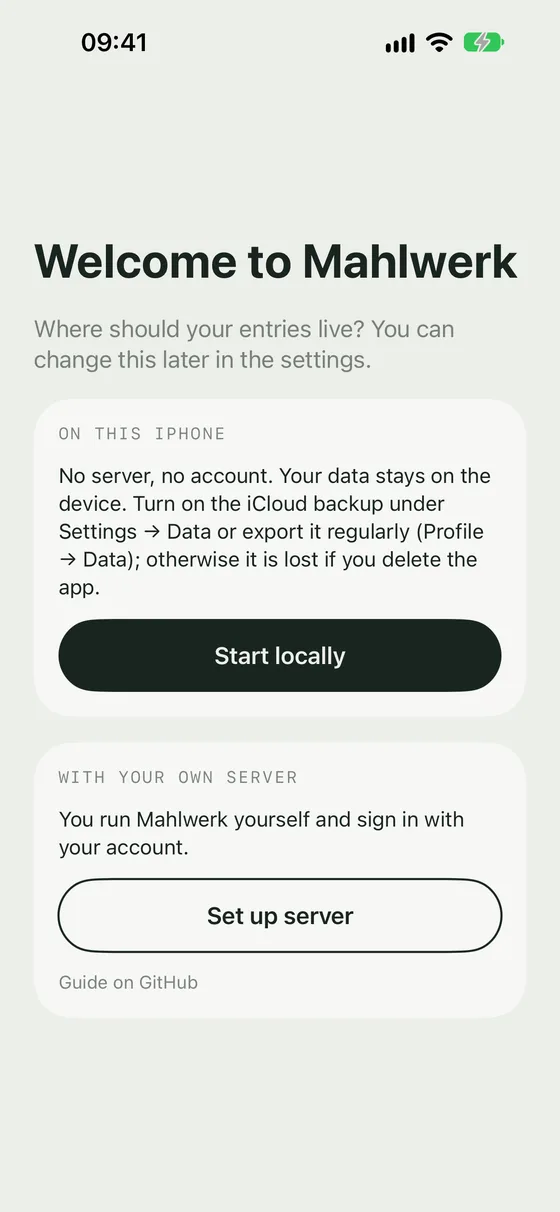 09:41
Welcome to Mahlwerk
Where should your entries live? You can
change this later in the settings.
ON THIS IPHONE
No server, no account. Your data stays on the
device. Turn on the iCloud backup under
Settings → Data or export it regularly (Profile
→ Data); otherwise it is lost if you delete the
app.
Start locally
WITH YOUR OWN SERVER
You run Mahlwerk yourself and sign in with
your account.
Set up server
Guide on GitHub